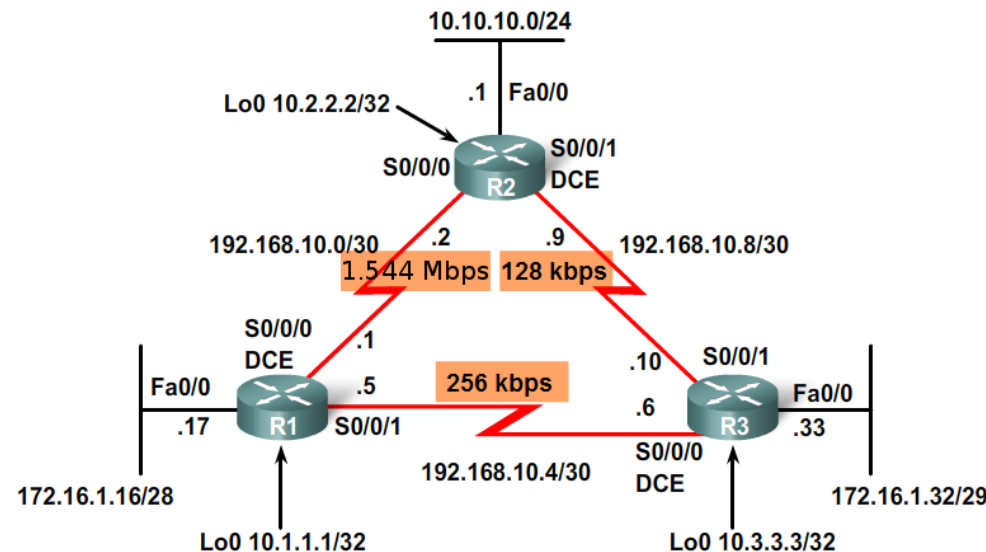 10.10.10.0/24
.1 Fa0/0
Lo0 10.2.2.2/32
S0/0/1
S0/0/0
DCE
R2
192.168.10.0/30
.2
.9
192.168.10.8/30
1.544 Mbps
128 kbps
S0/0/0
DCE
.1
.10
S0/0/1
Fa0/0
.5
256 kbps
Fa0/0
.17
R1
S0/0/1
.6
R3
.33
S0/0/0
DCE
192.168.10.4/30
172.16.1.16/28
172.16.1.32/29
Lo0 10.1.1.1/32
Lo0 10.3.3.3/32